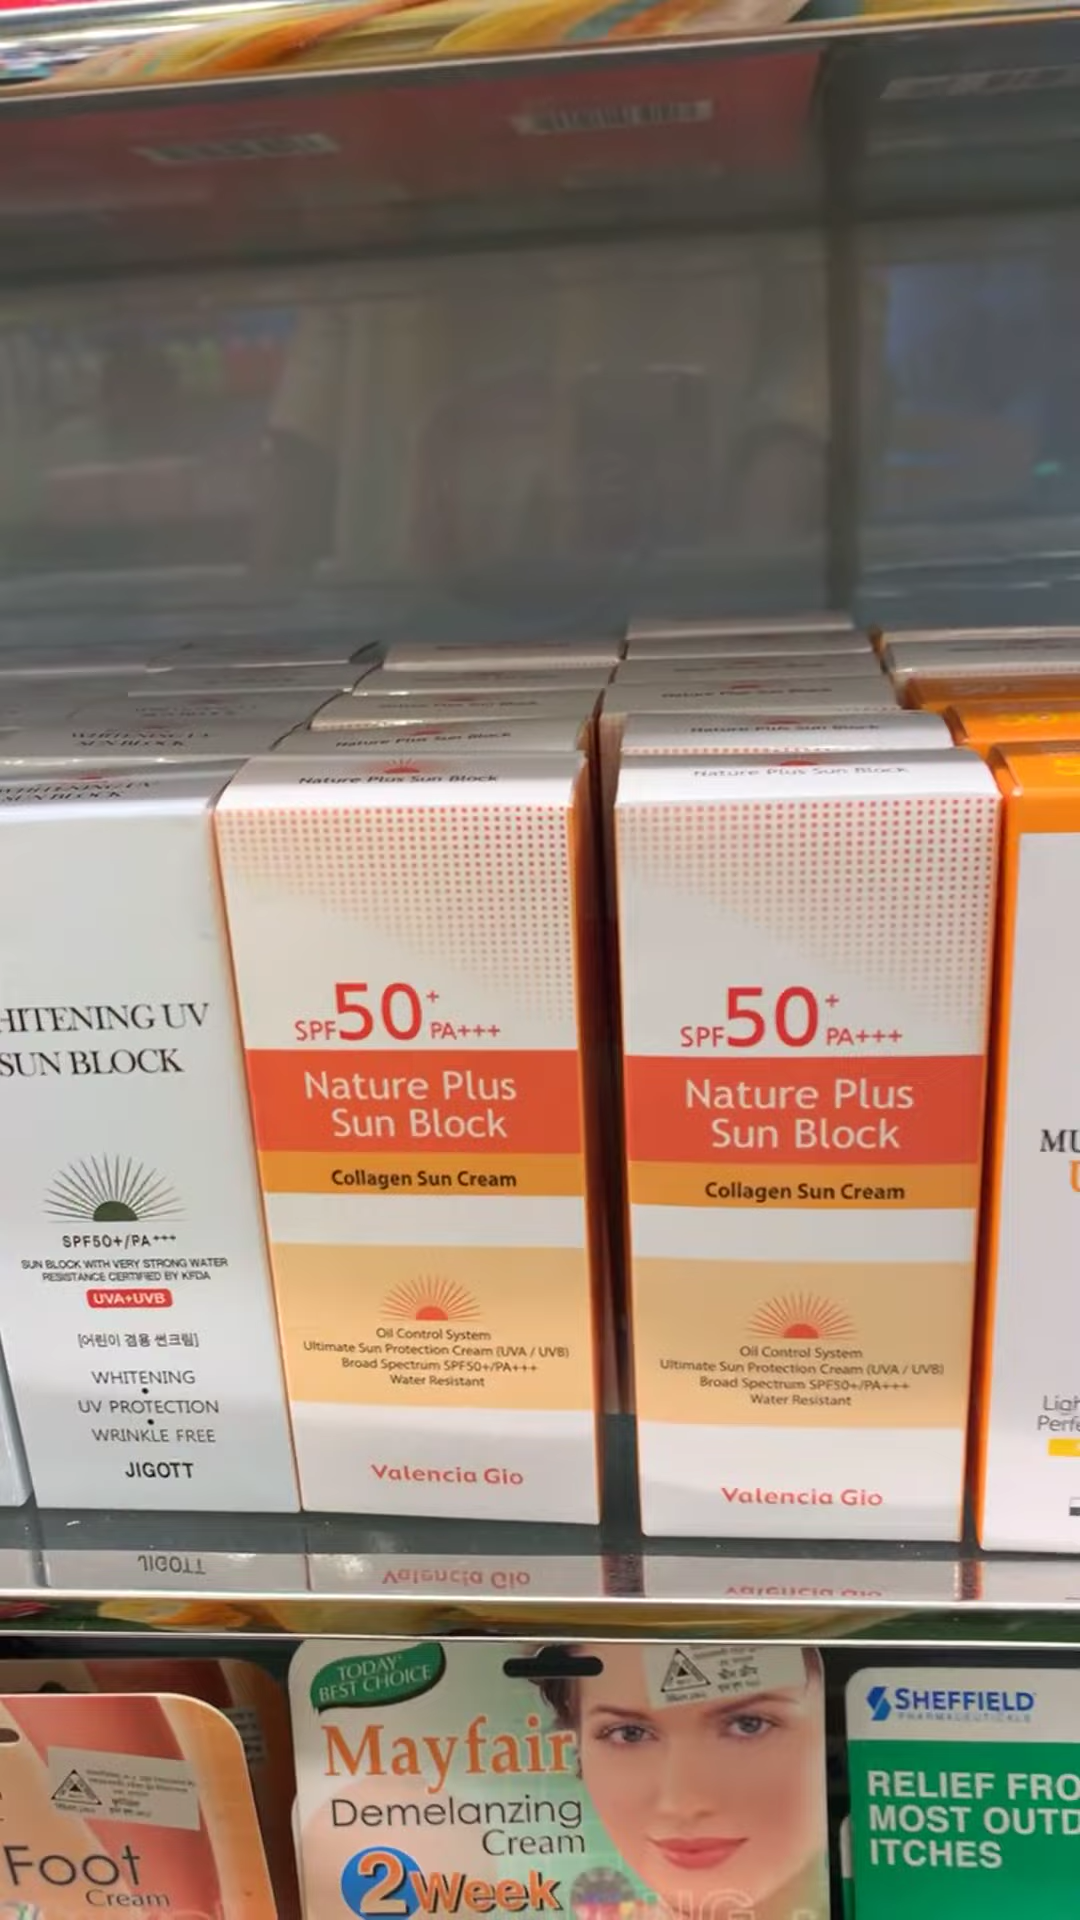 HITENING UV
SUN BLOCK
SPF50+/PA+++
SUN BLOCK WITH VERY STRONG WATER
RESISTANCE CERTIFIED BY KFDA
UVA+UVB
[어린이 겸용 썬크림]
WHITENING
•
UV PROTECTION
•
WRINKLE FREE
JIGOTT
Nature Plus Sun Block
SPF50+ PA+++
Nature Plus
Sun Block
Collagen Sun Cream
Oil Control System
Ultimate Sun Protection Cream (UVA / UVB)
Broad Spectrum SPF50+/PA+++
Water Resistant
Valencia Gio
Nature Plus Sun Block
SPF50+ PA+++
Nature Plus
Sun Block
Collagen Sun Cream
Oil Control System
Ultimate Sun Protection Cream (UVA / UVB)
Broad Spectrum SPF50+/PA+++
Water Resistant
Valencia Gio
MU
Ligh
Perfe
Foot
Cream
TODAY'
BEST CHOICE
Mayfair
Demelanzing
Cream
2 Week
SHEFFIELD
PHARMACEUTICALS
RELIEF FRO
MOST OUTD
ITCHES